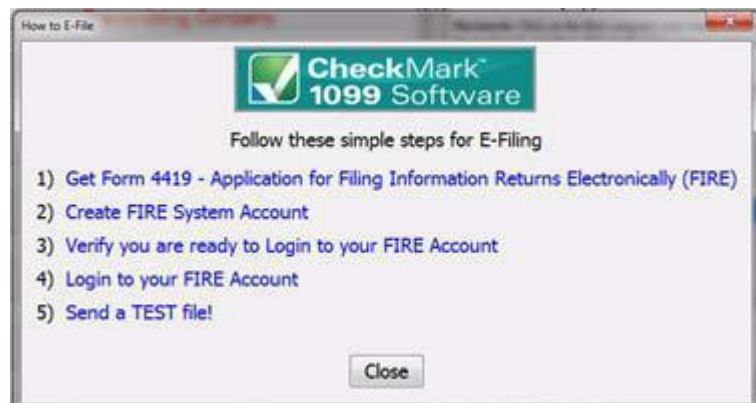 How to E-File
CheckMark™
1099 Software
Follow these simple steps for E-Filing
1) Get Form 4419 - Application for Filing Information Returns Electronically (FIRE)
2) Create FIRE System Account
3) Verify you are ready to Login to your FIRE Account
4) Login to your FIRE Account
5) Send a TEST file!
Close